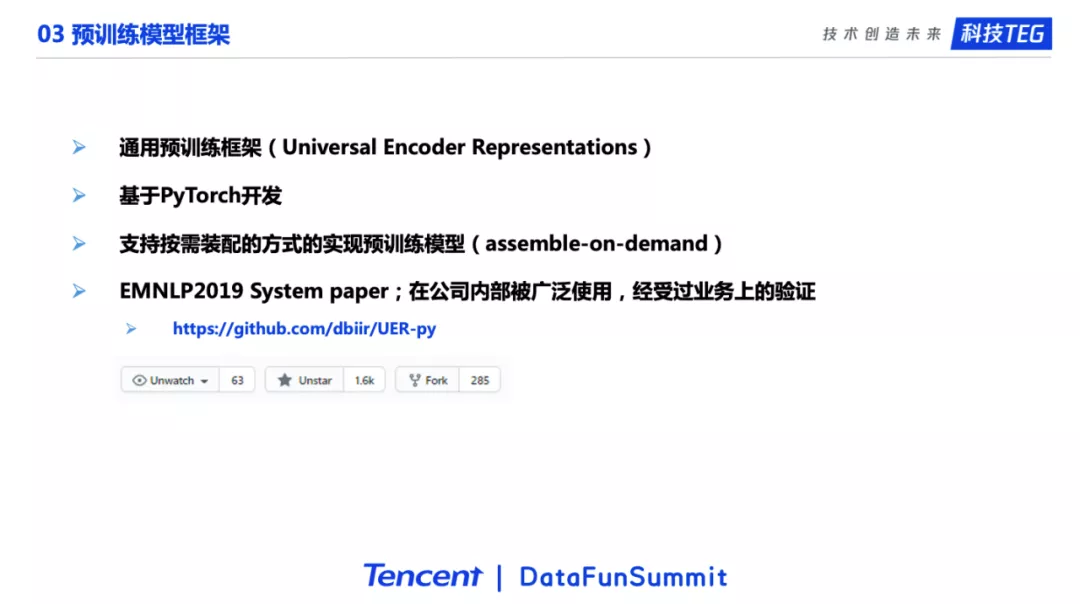 03 预训练模型框架
技术创造未来 科技TEG
通用预训练框架（Universal Encoder Representations）
基于PyTorch开发
支持按需装配的方式的实现预训练模型（assemble-on-demand）
EMNLP2019 System paper；在公司内部被广泛使用，经受过业务上的验证
https://github.com/dbiir/UER-py
Unwatch 63 Unstar 1.6k Fork 285
Tencent | DataFunSummit